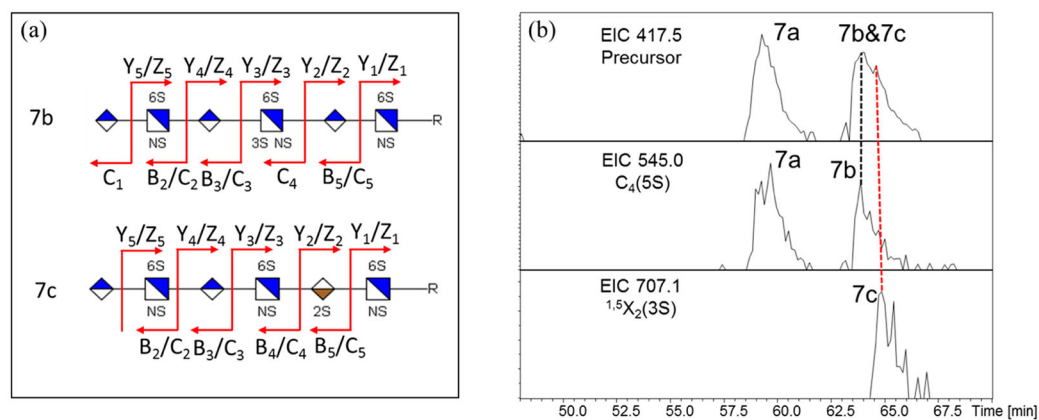 (a)
Y5/Z5 Y4/Z4 Y3/Z3 Y2/Z2 Y1/Z1
6S 6S 6S
7b R
NS 3S NS NS
C1 B2/C2 B3/C3 C4 B5/C5
Y5/Z5 Y4/Z4 Y3/Z3 Y2/Z2 Y1/Z1
6S 6S 6S
7c R
NS NS 2S NS
B2/C2 B3/C3 B4/C4 B5/C5
(b)
EIC 417.5
Precursor
7a 7b&7c
EIC 545.0
C4(5S)
7a 7b
EIC 707.1
1,5X2(3S)
7c
50.0 52.5 55.0 57.5 60.0 62.5 65.0 67.5 Time [min]